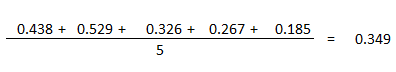 0.438 + 0.529 + 0.326 + 0.267 + 0.185
5
= 0.349